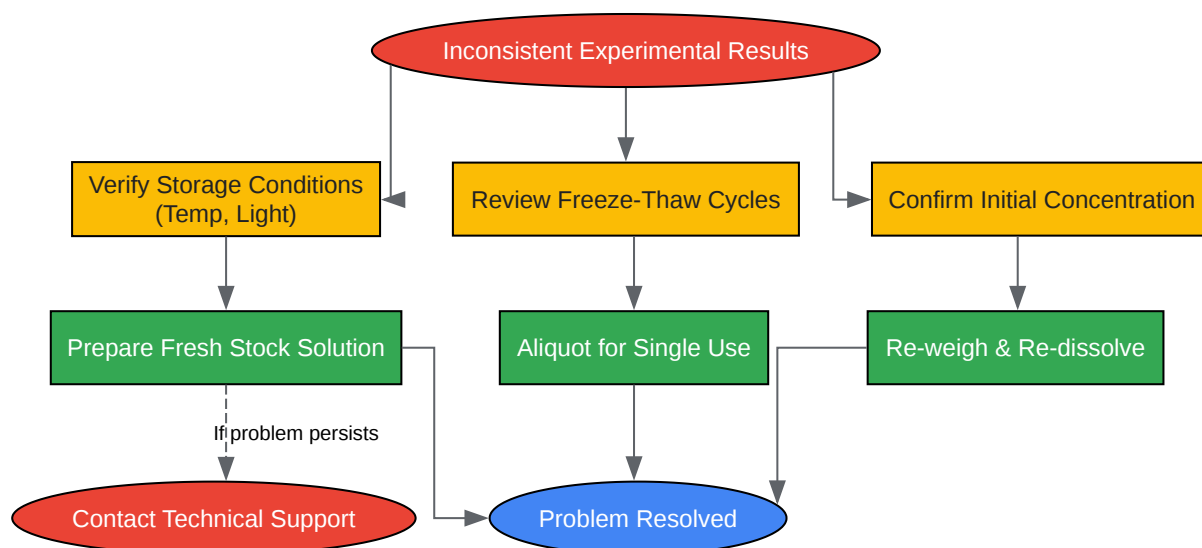 Inconsistent Experimental Results
Verify Storage Conditions
(Temp, Light)
Review Freeze-Thaw Cycles
Confirm Initial Concentration
Prepare Fresh Stock Solution
Aliquot for Single Use
Re-weigh & Re-dissolve
If problem persists
Contact Technical Support
Problem Resolved